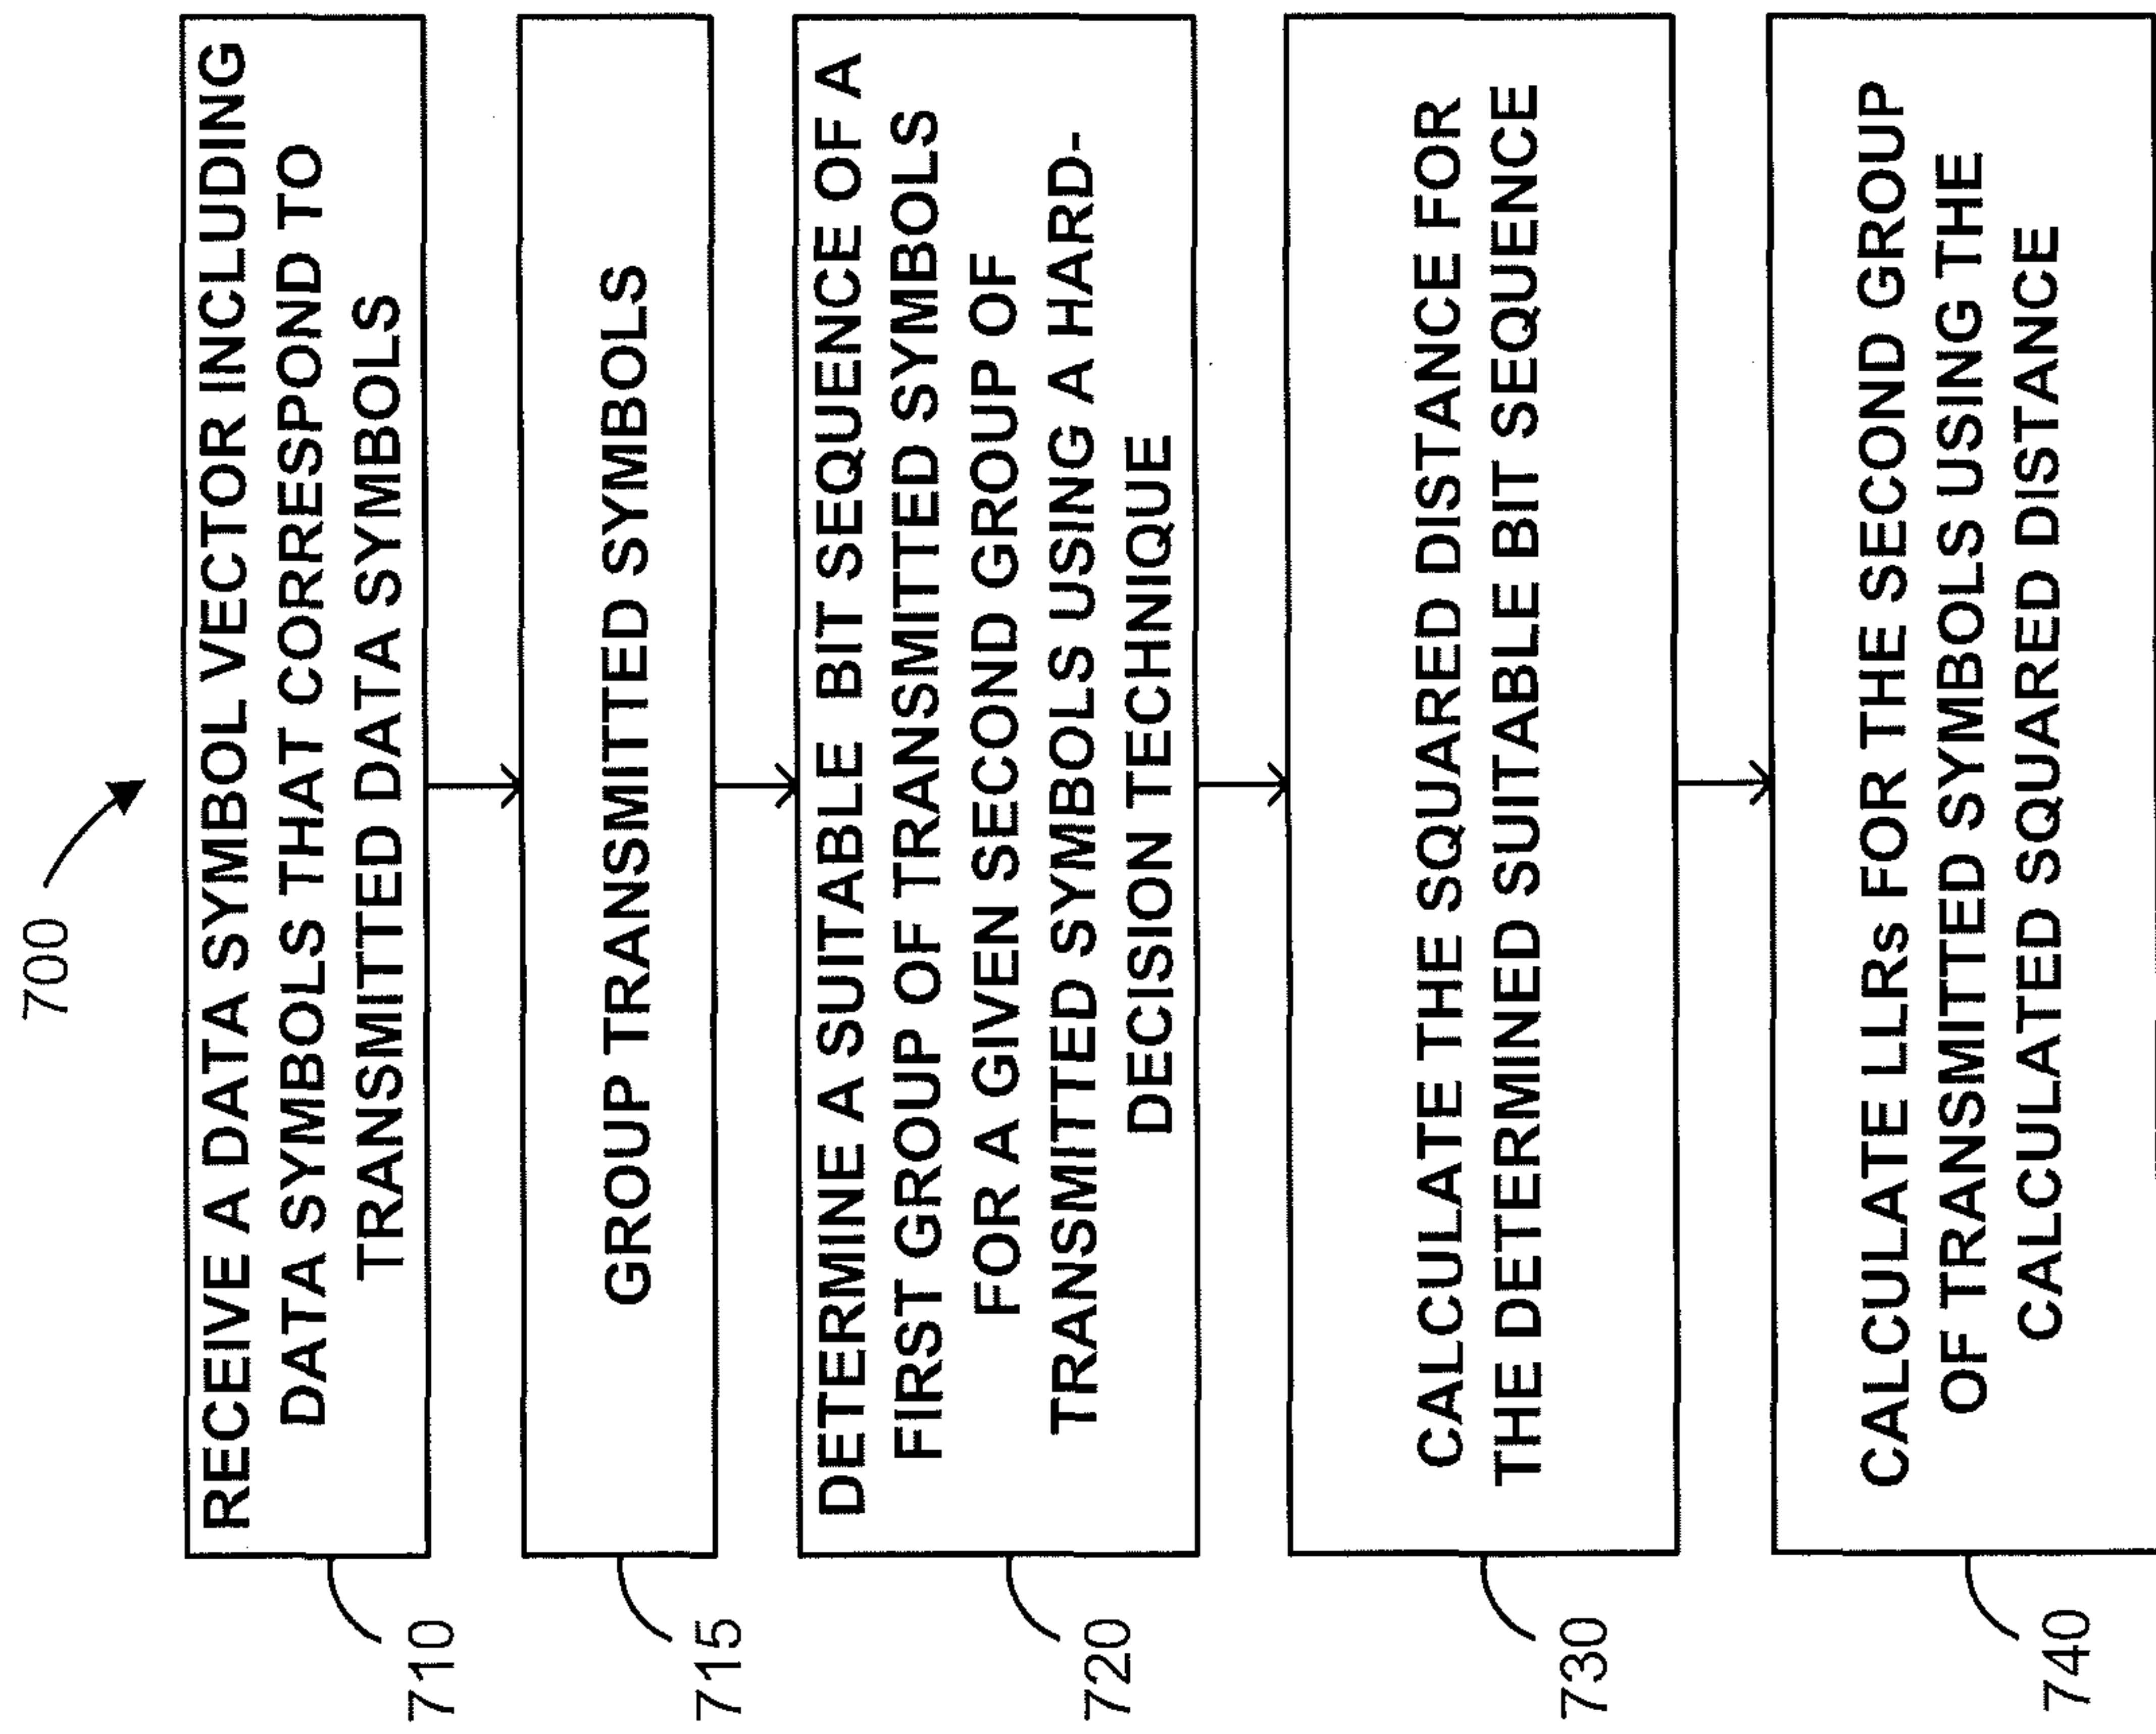 700
710
RECEIVE A DATA SYMBOL VECTOR INCLUDING
DATA SYMBOLS THAT CORRESPOND TO
TRANSMITTED DATA SYMBOLS
715
GROUP TRANSMITTED SYMBOLS
720
DETERMINE A SUITABLE BIT SEQUENCE OF A
FIRST GROUP OF TRANSMITTED SYMBOLS
FOR A GIVEN SECOND GROUP OF
TRANSMITTED SYMBOLS USING A HARD-
DECISION TECHNIQUE
730
CALCULATE THE SQUARED DISTANCE FOR
THE DETERMINED SUITABLE BIT SEQUENCE
740
CALCULATE LLRs FOR THE SECOND GROUP
OF TRANSMITTED SYMBOLS USING THE
CALCULATED SQUARED DISTANCE